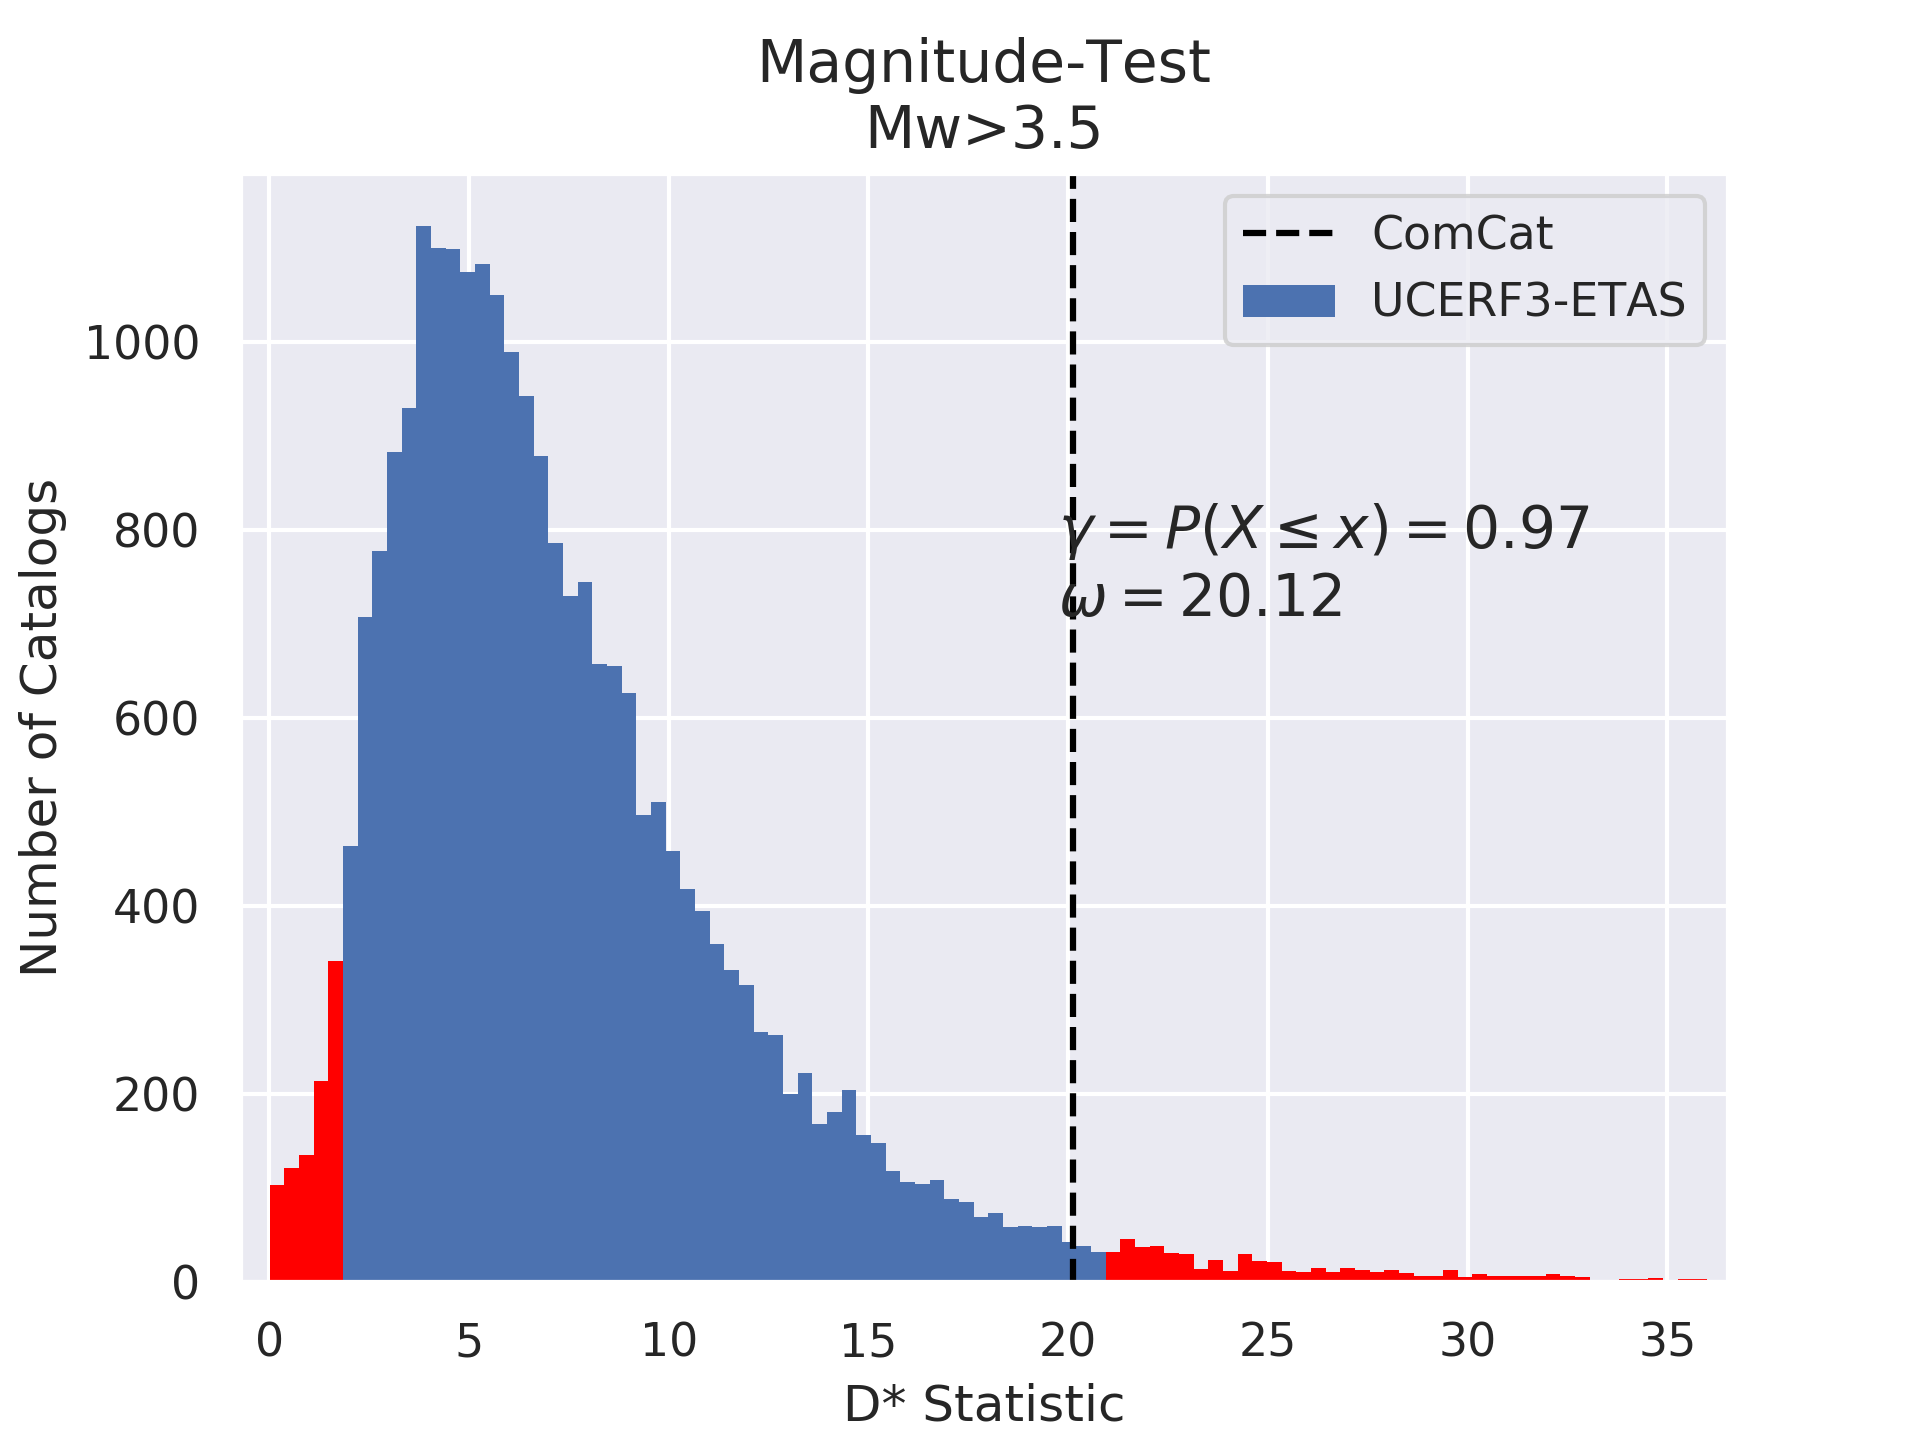 Magnitude-Test
Mw>3.5
ComCat
UCERF3-ETAS
γ = P(X ≤ x) = 0.97
ω = 20.12
Number of Catalogs
1000
800
600
400
200
0
0 5 10 15 20 25 30 35
D* Statistic